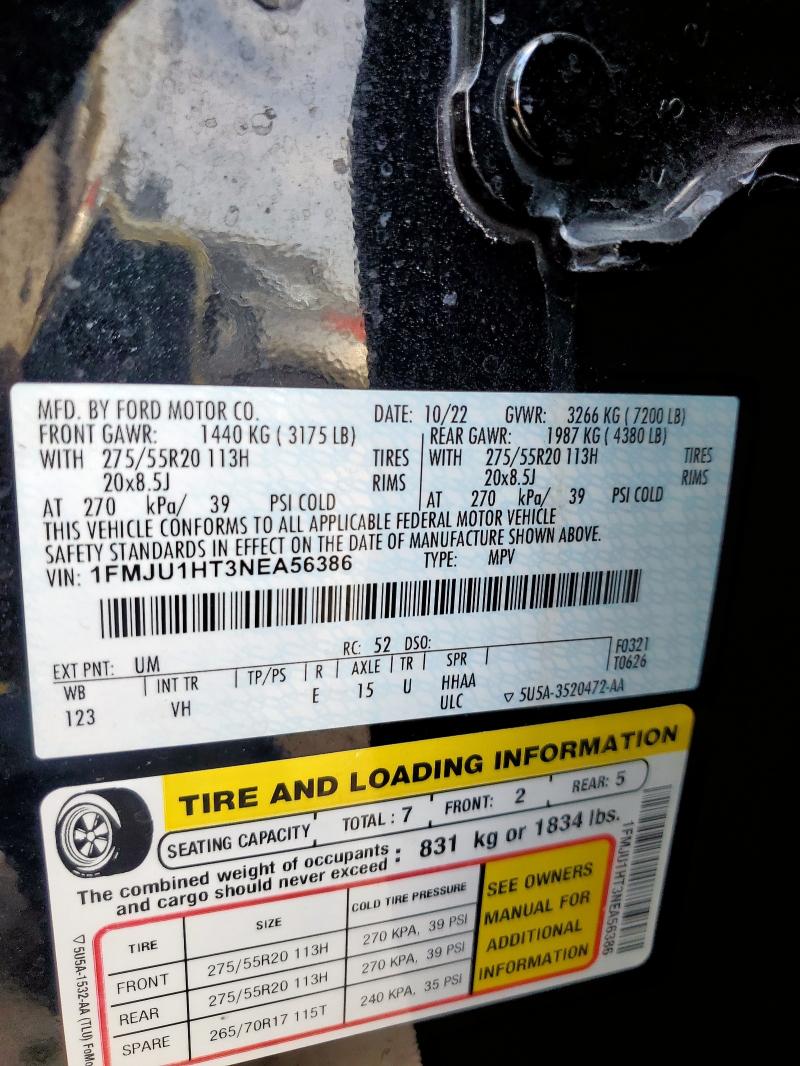 MFD. BY FORD MOTOR CO. DATE: 10/22 GVWR: 3266 KG ( 7200 LB)
FRONT GAWR: 1440 KG ( 3175 LB) REAR GAWR: 1987 KG ( 4380 LB)
WITH 275/55R20 113H TIRES WITH 275/55R20 113H TIRES
20x8.5J RIMS 20x8.5J RIMS
AT 270 kPa/ 39 PSI COLD AT 270 kPa/ 39 PSI COLD
THIS VEHICLE CONFORMS TO ALL APPLICABLE FEDERAL MOTOR VEHICLE
SAFETY STANDARDS IN EFFECT ON THE DATE OF MANUFACTURE SHOWN ABOVE.
VIN: 1FMJU1HT3NEA56386 TYPE: MPV
EXT PNT: UM RC: 52 DSO: F0321
WB INT TR TP/PS R AXLE TR SPR T0626
123 VH E 15 U HHAA
ULC 5U5A-3520472-AA
TIRE AND LOADING INFORMATION
SEATING CAPACITY TOTAL : 7 FRONT: 2 REAR: 5
The combined weight of occupants
and cargo should never exceed : 831 kg or 1834 lbs.
TIRE SIZE COLD TIRE PRESSURE
FRONT 275/55R20 113H 270 KPA, 39 PSI
REAR 275/55R20 113H 270 KPA, 39 PSI
SPARE 265/70R17 115T 240 KPA, 35 PSI
SEE OWNERS
MANUAL FOR
ADDITIONAL
INFORMATION
1FMJU1HT3NEA56386
5U5A-1532-AA (TLU)